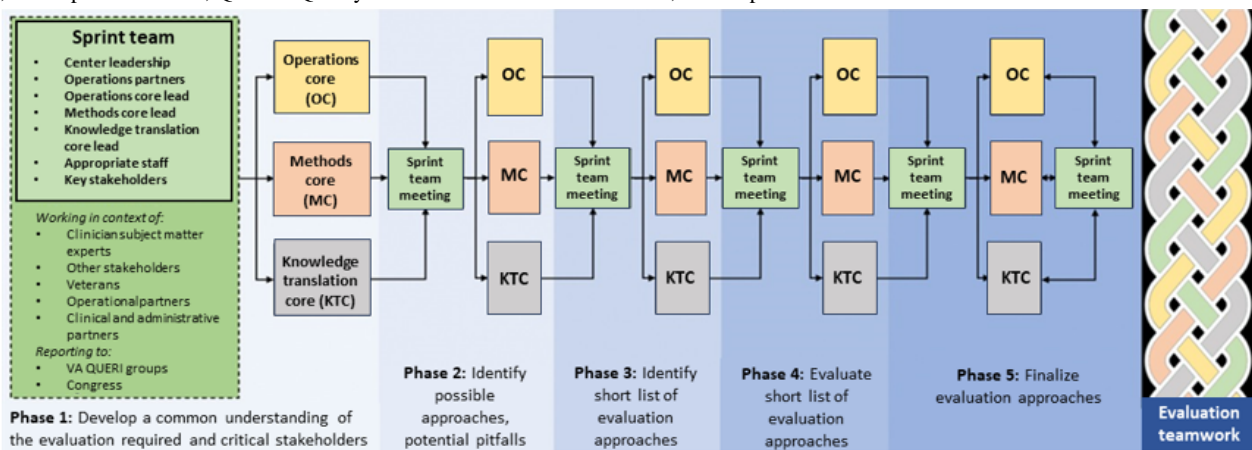 Sprint team
• Center leadership
• Operations partners
• Operations core lead
• Methods core lead
• Knowledge translation
core lead
• Appropriate staff
• Key stakeholders
Working in context of:
• Clinician subject matter
experts
• Other stakeholders
• Veterans
• Operational partners
• Clinical and administrative
partners
Reporting to:
• VA QUERI groups
• Congress
Phase 1: Develop a common understanding of
the evaluation required and critical stakeholders
Operations
core
(OC)
Methods
core
(MC)
Knowledge
translation
core (KTC)
Sprint
team
meeting
OC
MC
KTC
Phase 2: Identify
possible
approaches,
potential pitfalls
Sprint
team
meeting
OC
MC
KTC
Phase 3: Identify
short list of
evaluation
approaches
Sprint
team
meeting
OC
MC
KTC
Phase 4: Evaluate
short list of
evaluation
approaches
Sprint
team
meeting
OC
MC
KTC
Sprint
team
meeting
Phase 5: Finalize
evaluation approaches
Evaluation
teamwork